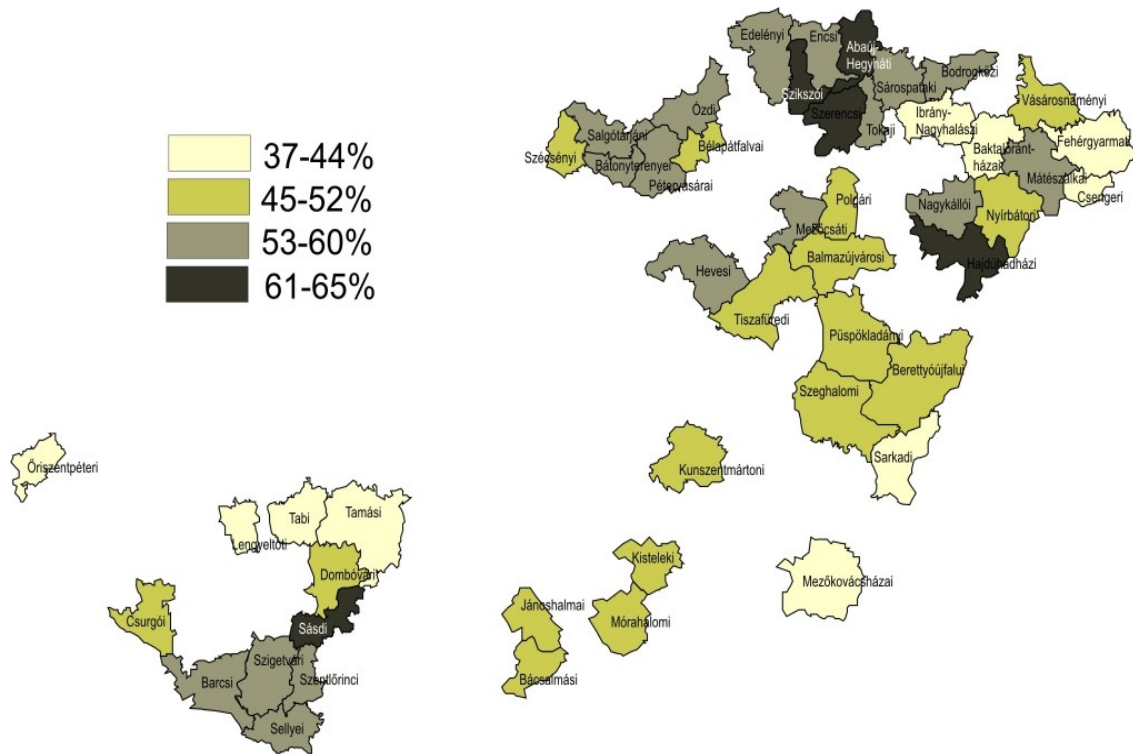 37-44%
45-52%
53-60%
61-65%
Edelényi
Encsi
Abaúj-
Hegyháti
Szikszói
Szerencsi
Sárospataki
Bodrogközi
Tokaji
Ibrány-
Nagyhalászi
Vásárosnaményi
Fehérgyarmati
Baktalóránt-
házai
Mátészalkai
Csengeri
Nagykállói
Nyírbátori
Hajdúhadházi
Ózdi
Salgótarjáni
Bélapátfalvai
Szécsényi
Bátonyterenyei
Pétervásárai
Polgári
Balmazújvárosi
Hevesi
Tiszafüredi
Püspökladányi
Berettyóújfalui
Szeghalomi
Sarkadi
Kunszentmártoni
Őriszentpéteri
Lengyeltóti
Tabi
Tamási
Dombóvári
Csurgói
Sásdi
Szigetvári
Barcsi
Szentlőrinci
Sellyei
Kisteleki
Jánoshalmai
Mórahalomi
Bácsalmási
Mezőkovácsházai